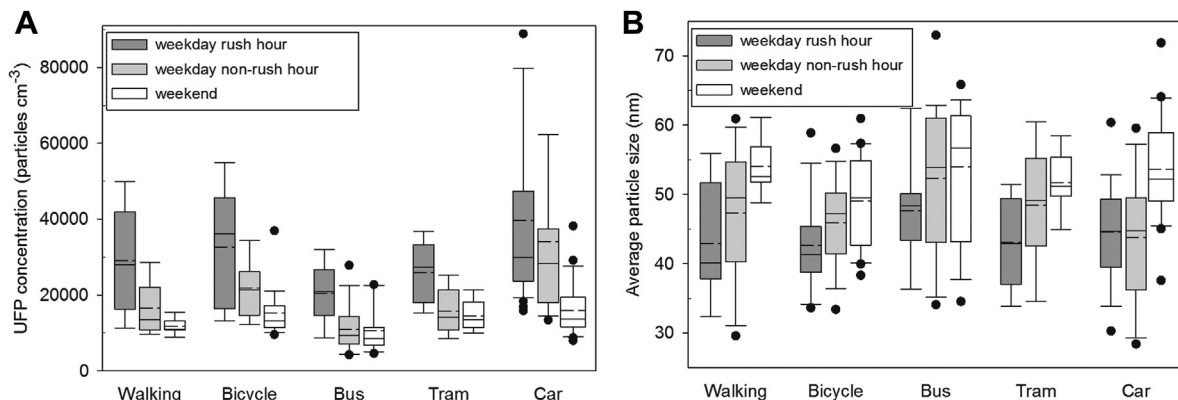 A
UFP concentration (particles cm⁻³)
80000
60000
40000
20000
0
weekday rush hour
weekday non-rush hour
weekend
Walking
Bicycle
Bus
Tram
Car
B
Average particle size (nm)
70
60
50
40
30
weekday rush hour
weekday non-rush hour
weekend
Walking
Bicycle
Bus
Tram
Car